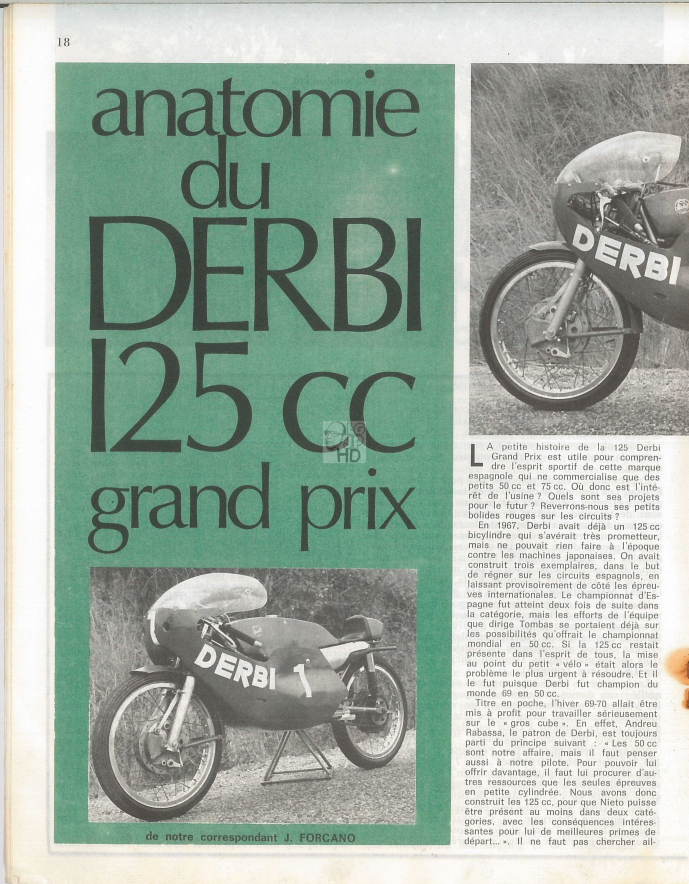 18
anatomie
du
DERBI
125 cc
grand prix
DERBI 1
1
de notre correspondant J. FORCANO
DERBI
HD
LA petite histoire de la 125 Derbi
Grand Prix est utile pour compren-
dre l'esprit sportif de cette marque
espagnole qui ne commercialise que des
petits 50 cc et 75 cc. Où donc est l'inté-
rêt de l'usine ? Quels sont ses projets
pour le futur ? Reverrons-nous ses petits
bolides rouges sur les circuits ?
En 1967, Derbi avait déjà un 125 cc
bicylindre qui s'avérait très prometteur,
mais ne pouvait rien faire à l'époque
contre les machines japonaises. On avait
construit trois exemplaires, dans le but
de régner sur les circuits espagnols, en
laissant provisoirement de côté les épreu-
ves internationales. Le championnat d'Es-
pagne fut atteint deux fois de suite dans
la catégorie, mais les efforts de l'équipe
que dirige Tombas se portaient déjà sur
les possibilités qu'offrait le championnat
mondial en 50 cc. Si la 125 cc restait
présente dans l'esprit de tous, la mise
au point du petit « vélo » était alors le
problème le plus urgent à résoudre. Et il
le fut puisque Derbi fut champion du
monde 69 en 50 cc.
Titre en poche, l'hiver 69-70 allait être
mis à profit pour travailler sérieusement
sur le « gros cube ». En effet, Andreu
Rabassa, le patron de Derbi, est toujours
parti du principe suivant : « Les 50 cc
sont notre affaire, mais il faut penser
aussi à notre pilote. Pour pouvoir lui
offrir davantage, il faut lui procurer d'au-
tres ressources que les seules épreuves
en petite cylindrée. Nous avons donc
construit les 125 cc, pour que Nieto puisse
être présent au moins dans deux caté-
gories, avec les conséquences intéres-
santes pour lui de meilleures primes de
départ... ». Il ne faut pas chercher ail-